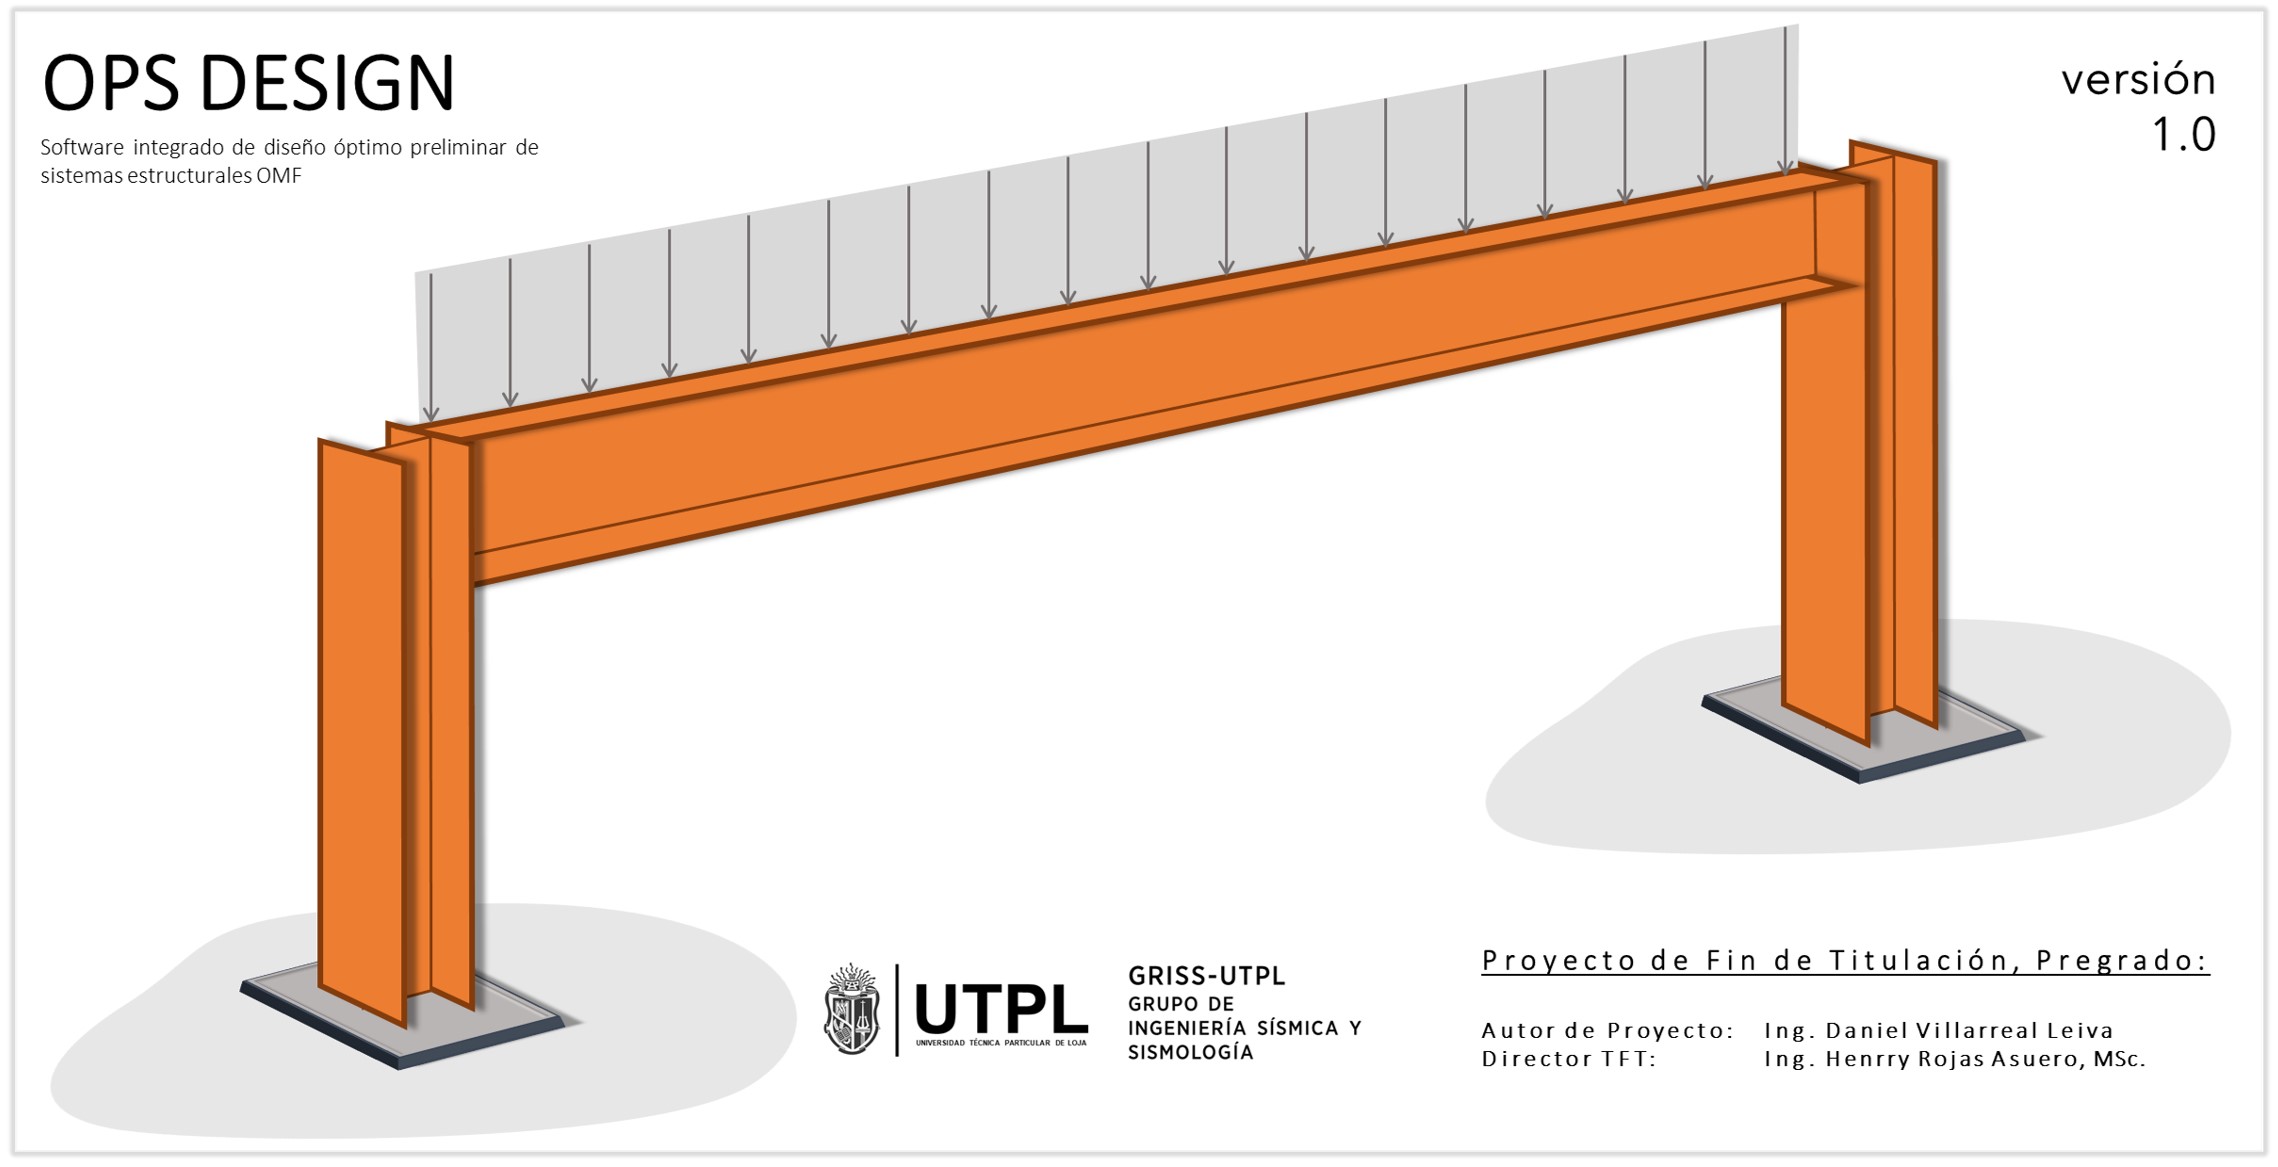 OPS DESIGN
Software integrado de diseño óptimo preliminar de
sistemas estructurales OMF
versión
1.0
UTPL
UNIVERSIDAD TÉCNICA PARTICULAR DE LOJA
GRISS-UTPL
GRUPO DE
INGENIERÍA SÍSMICA Y
SISMOLOGÍA
Proyecto de Fin de Titulación, Pregrado:
Autor de Proyecto: Ing. Daniel Villarreal Leiva
Director TFT: Ing. Henrry Rojas Asuero, MSc.